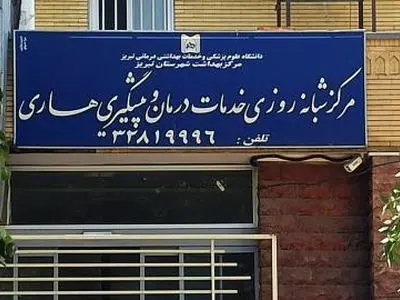 دانشگاه علوم پزشکی و خدمات بهداشتی درمانی تبریز
مرکز بهداشت شهرستان تبریز
مرکز شبانه روزی خدمات درمان و پیشگیری هاری
تلفن : ۳۲۸۱۹۹۹۶